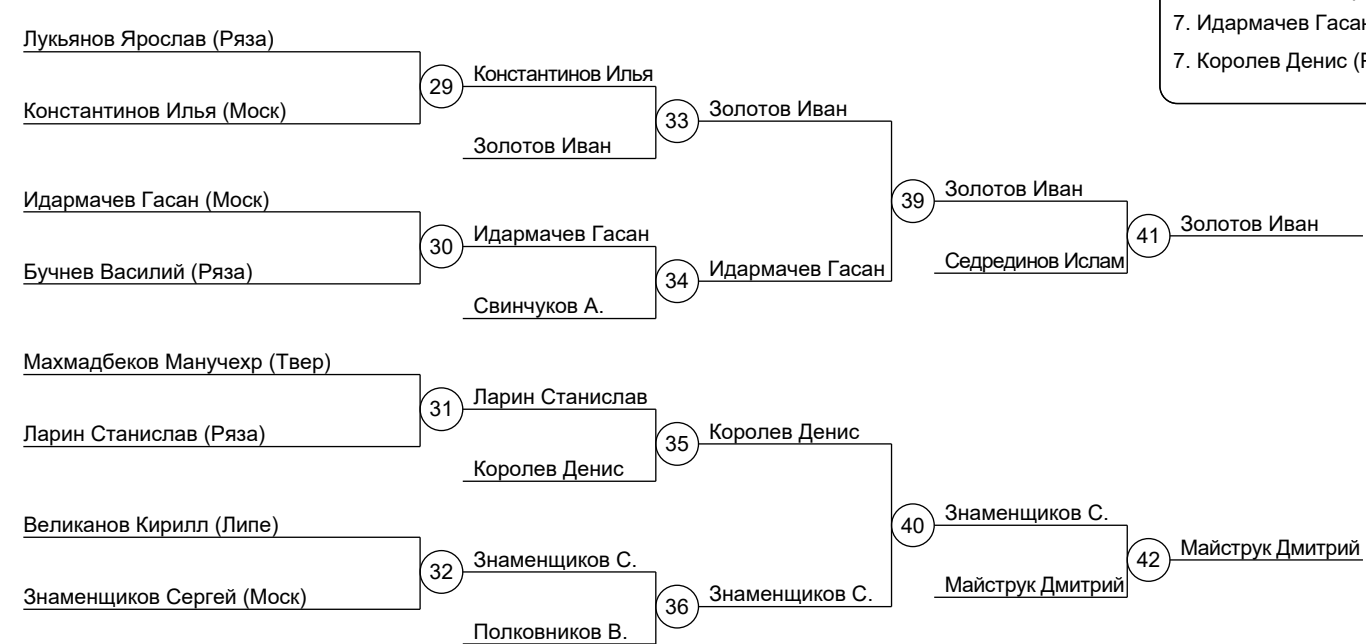 7. Идармачев Гасан
7. Королев Денис (
Лукьянов Ярослав (Ряза)
29
Константинов Илья
Константинов Илья (Моск)
33
Золотов Иван
Золотов Иван
Идармачев Гасан (Моск)
39
Золотов Иван
30
Идармачев Гасан
41
Золотов Иван
Бучнев Василий (Ряза)
34
Идармачев Гасан
Седрединов Ислам
Свинчуков А.
Махмадбеков Манучехр (Твер)
31
Ларин Станислав
Ларин Станислав (Ряза)
35
Королев Денис
Королев Денис
Великанов Кирилл (Липе)
40
Знаменщиков С.
32
Знаменщиков С.
42
Майструк Дмитрий
Знаменщиков Сергей (Моск)
36
Знаменщиков С.
Майструк Дмитрий
Полковников В.